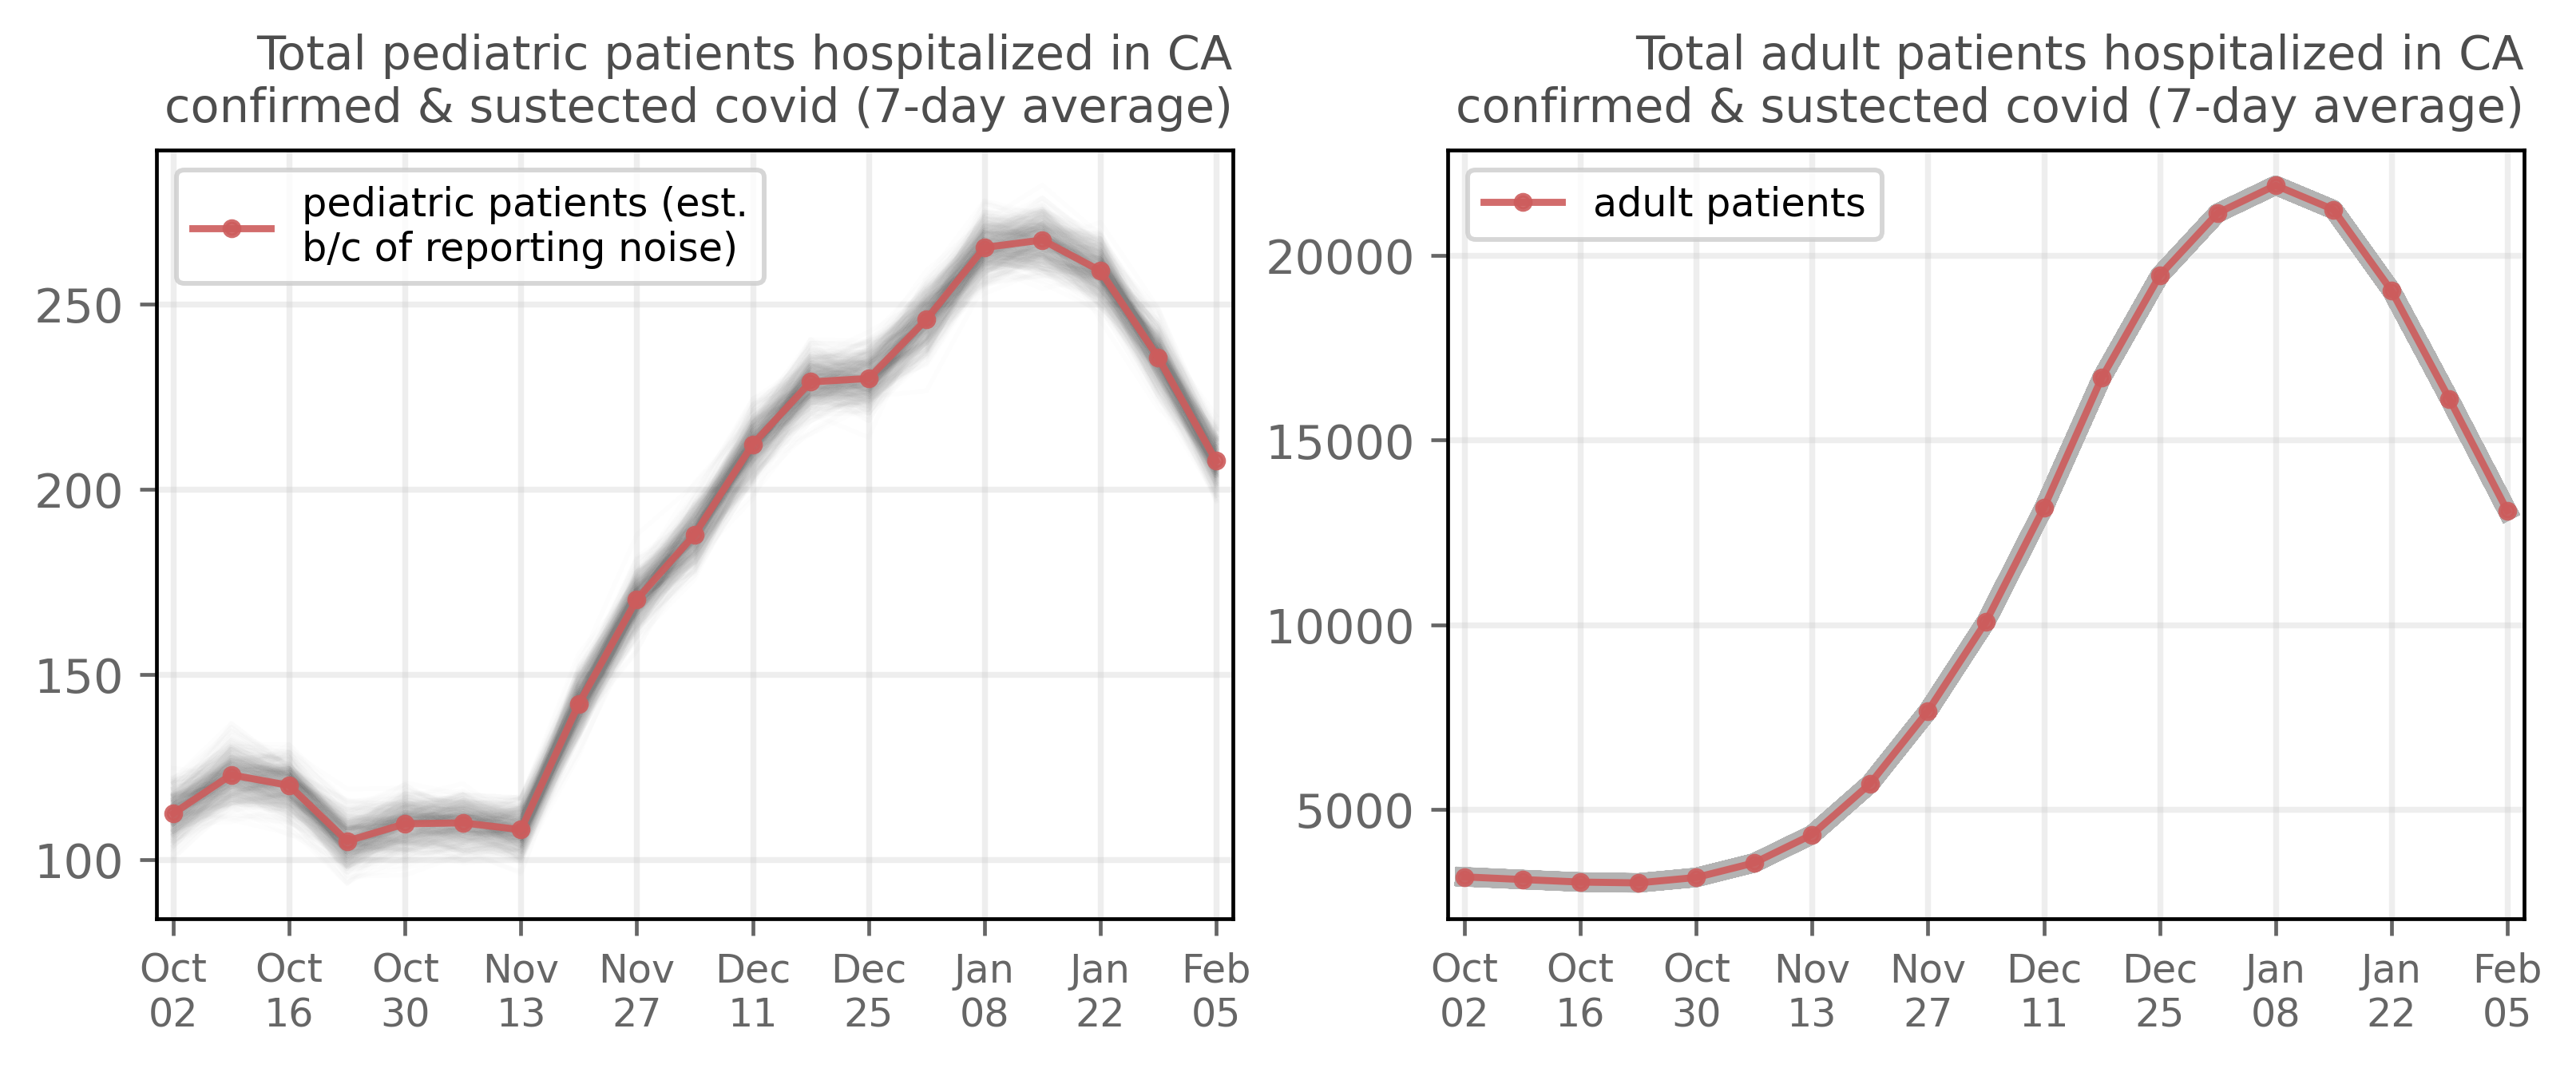 Total pediatric patients hospitalized in CA
confirmed & sustected covid (7-day average)
pediatric patients (est.
b/c of reporting noise)
250
200
150
100
Oct 02
Oct 16
Oct 30
Nov 13
Nov 27
Dec 11
Dec 25
Jan 08
Jan 22
Feb 05
Total adult patients hospitalized in CA
confirmed & sustected covid (7-day average)
adult patients
20000
15000
10000
5000
Oct 02
Oct 16
Oct 30
Nov 13
Nov 27
Dec 11
Dec 25
Jan 08
Jan 22
Feb 05